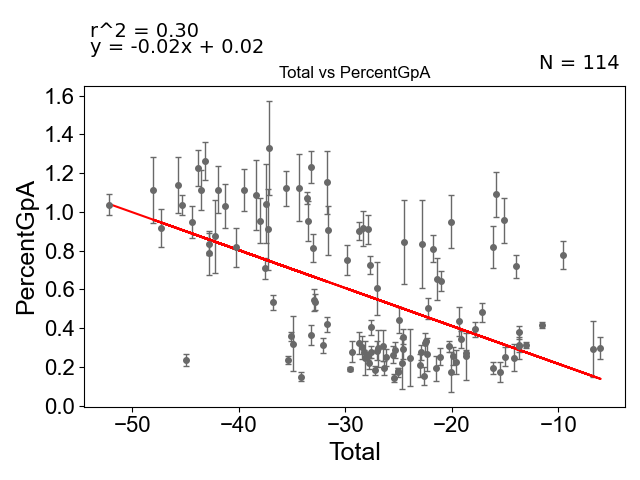 r^2 = 0.30
y = -0.02x + 0.02
N = 114
Total vs PercentGpA
PercentGpA
1.6
1.4
1.2
1.0
0.8
0.6
0.4
0.2
0.0
−50 −40 −30 −20 −10
Total